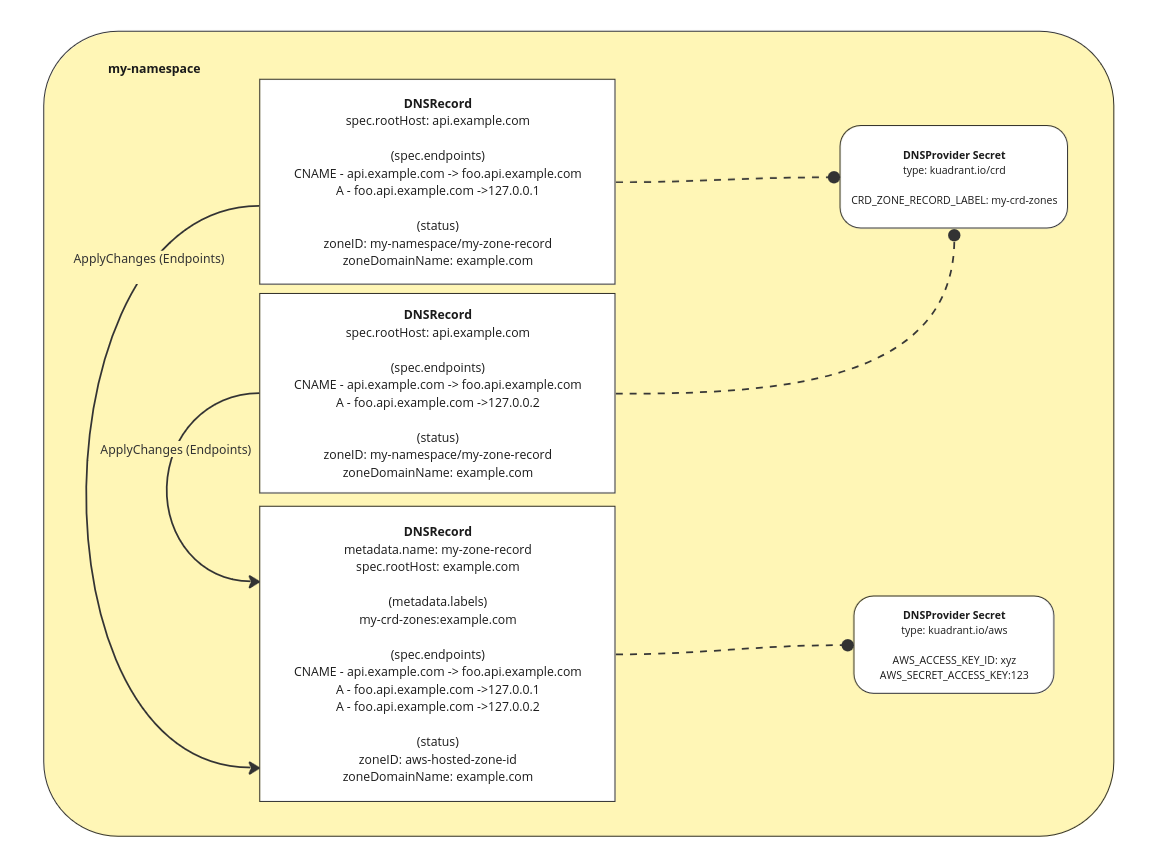 my-namespace
DNSRecord
spec.rootHost: api.example.com
(spec.endpoints)
CNAME - api.example.com -> foo.api.example.com
A - foo.api.example.com ->127.0.0.1
(status)
zoneID: my-namespace/my-zone-record
zoneDomainName: example.com
DNSProvider Secret
type: kuadrant.io/crd
CRD_ZONE_RECORD_LABEL: my-crd-zones
ApplyChanges (Endpoints)
DNSRecord
spec.rootHost: api.example.com
(spec.endpoints)
CNAME - api.example.com -> foo.api.example.com
A - foo.api.example.com ->127.0.0.2
(status)
zoneID: my-namespace/my-zone-record
zoneDomainName: example.com
ApplyChanges (Endpoints)
DNSRecord
metadata.name: my-zone-record
spec.rootHost: example.com
(metadata.labels)
my-crd-zones:example.com
(spec.endpoints)
CNAME - api.example.com -> foo.api.example.com
A - foo.api.example.com ->127.0.0.1
A - foo.api.example.com ->127.0.0.2
(status)
zoneID: aws-hosted-zone-id
zoneDomainName: example.com
DNSProvider Secret
type: kuadrant.io/aws
AWS_ACCESS_KEY_ID: xyz
AWS_SECRET_ACCESS_KEY:123